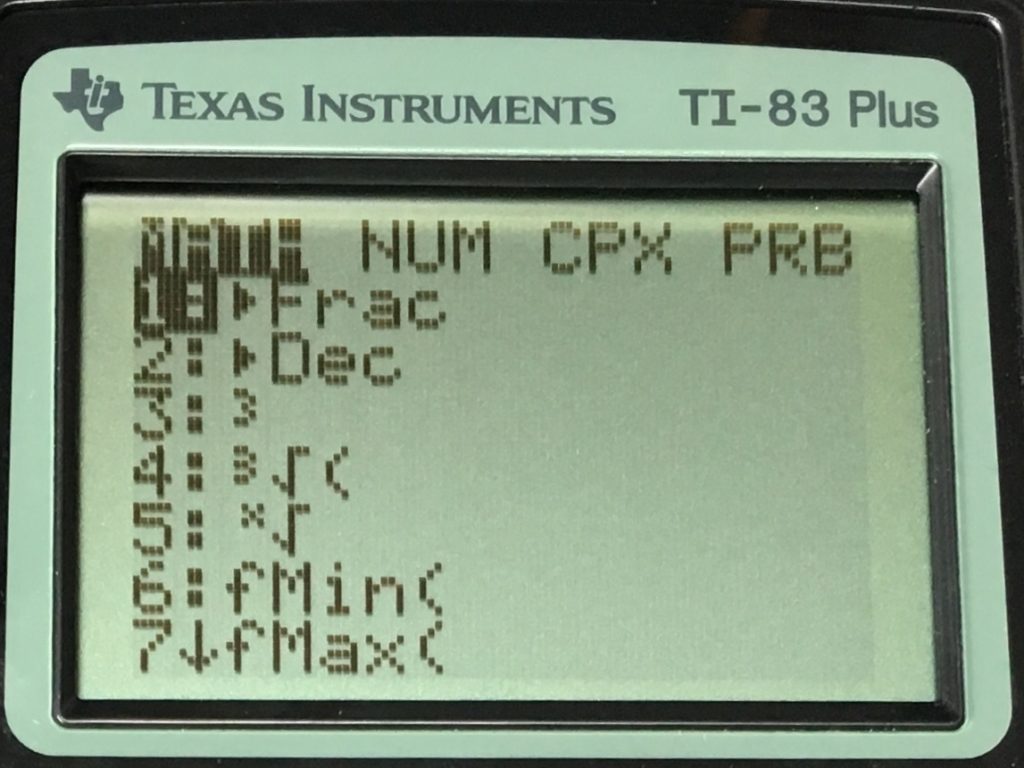 TEXAS INSTRUMENTS TI-83 Plus
MATH NUM CPX PRB
1:▶Frac
2:▶Dec
3:³
4:³√(
5:ˣ√
6:fMin(
7↓fMax(